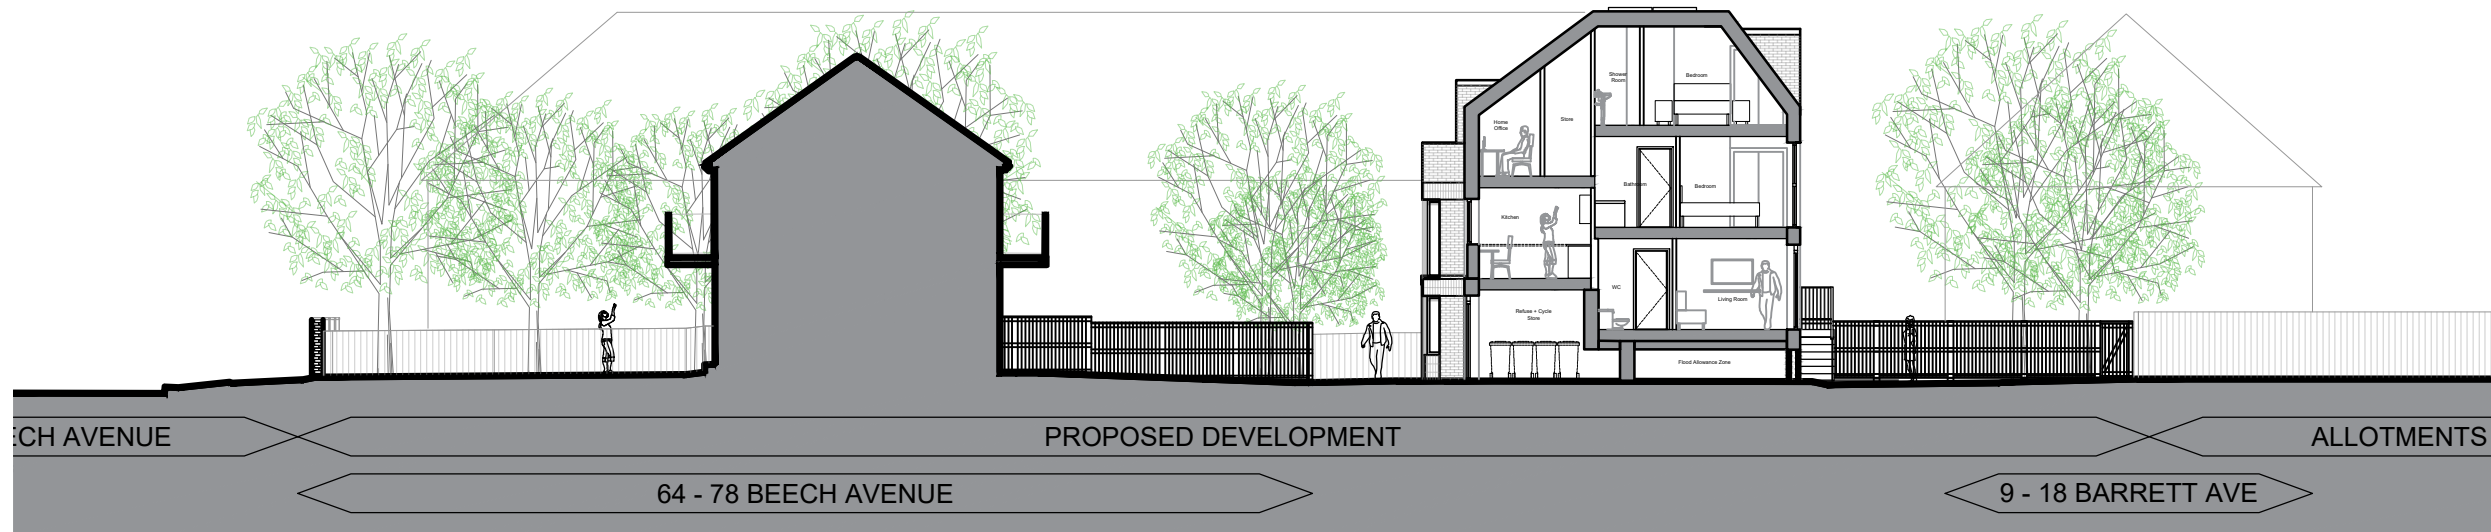 Shower
Room
Bedroom
Home
Office
Store
Bathroom
Bedroom
Kitchen
WC
Living Room
Refuse + Cycle
Store
Flood Allowance Zone
ECH AVENUE
PROPOSED DEVELOPMENT
ALLOTMENTS
64 - 78 BEECH AVENUE
9 - 18 BARRETT AVE